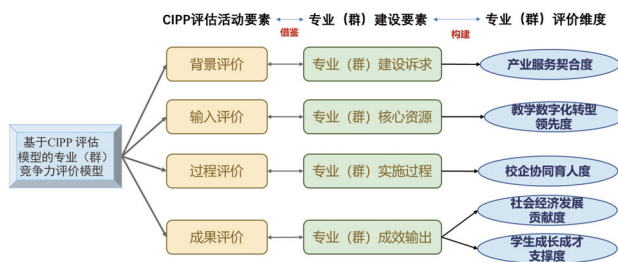 CIPP评估活动要素 专业（群）建设要素 专业（群）评价维度
借鉴 构建
背景评价 专业（群）建设诉求 产业服务契合度
输入评价 专业（群）核心资源 教学数字化转型
领先度
基于CIPP 评估
模型的专业（群）
竞争力评价模型
过程评价 专业（群）实施过程 校企协同育人度
社会经济发展
贡献度
成果评价 专业（群）成效输出
学生成长成才
支撑度